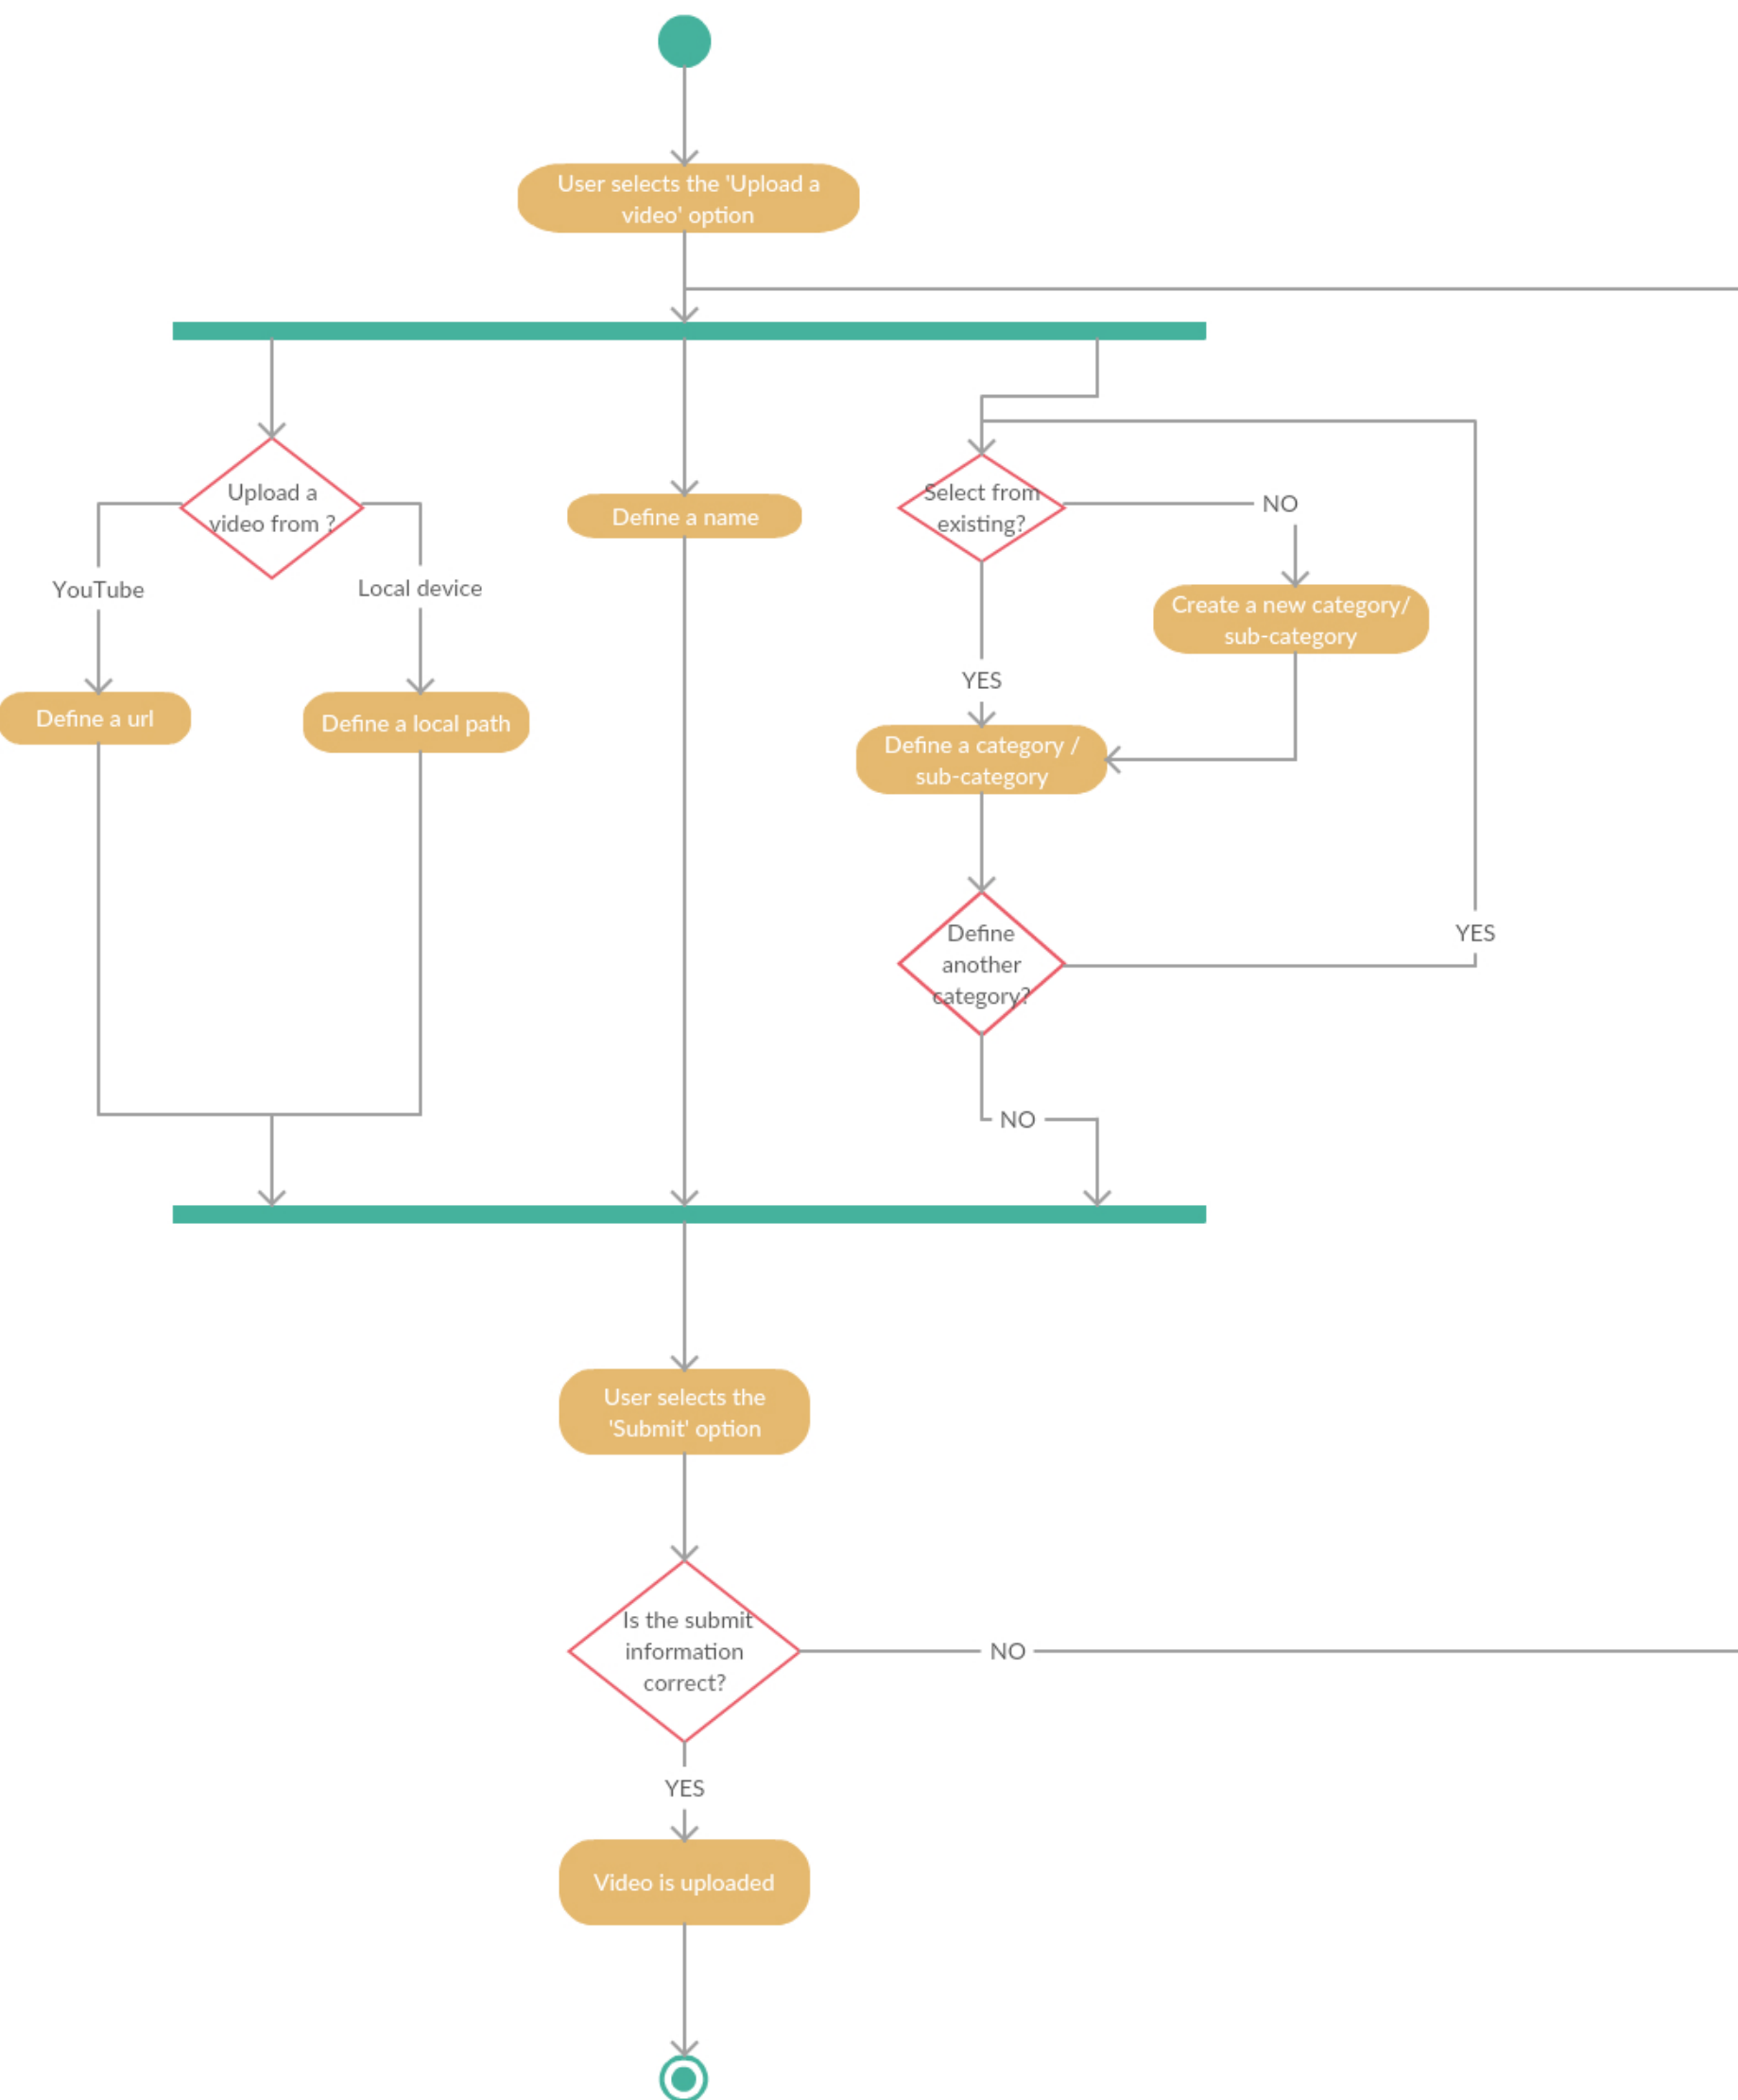 User selects the 'Upload a
video' option
Upload a
video from ?
YouTube
Local device
Define a url
Define a local path
Define a name
Select from
existing?
NO
Create a new category/
sub-category
YES
Define a category /
sub-category
Define
another
category?
YES
NO
User selects the
'Submit' option
Is the submit
information
correct?
NO
YES
Video is uploaded